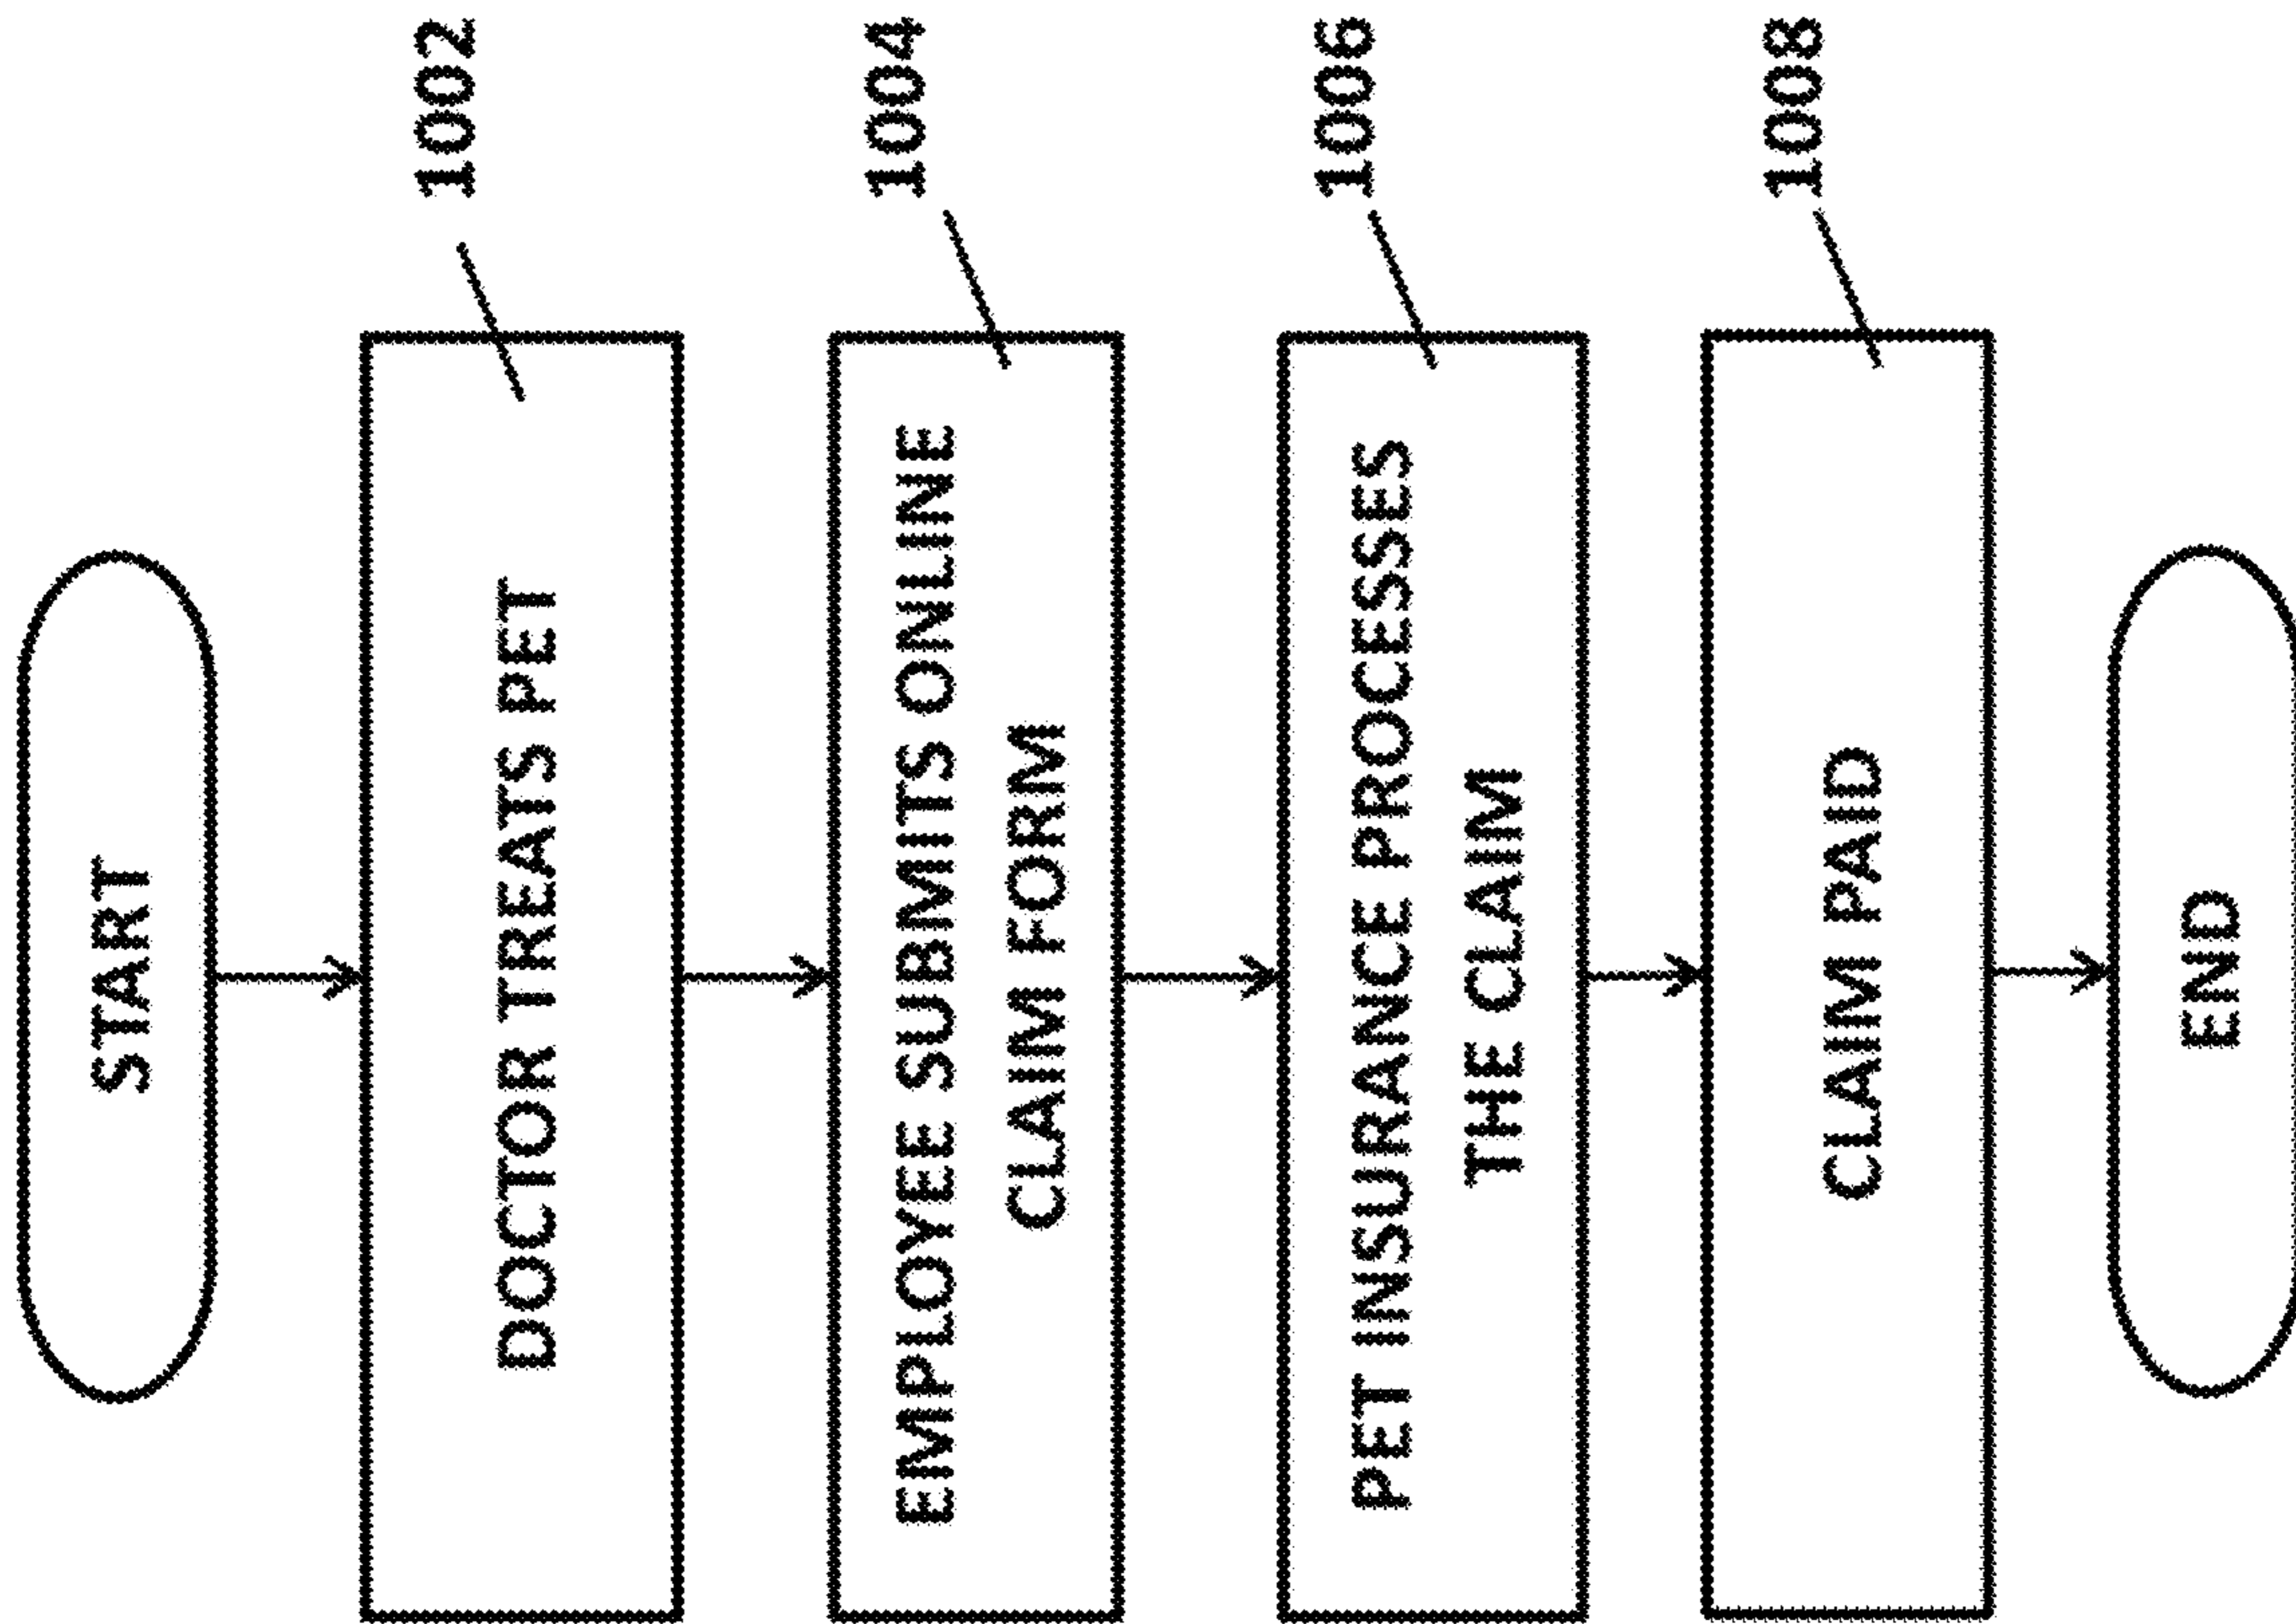 START
1002
DOCTOR TREATS PET
1004
EMPLOYEE SUBMITS ONLINE
CLAIM FORM
1006
PET INSURANCE PROCESSES
THE CLAIM
1008
CLAIM PAID
END